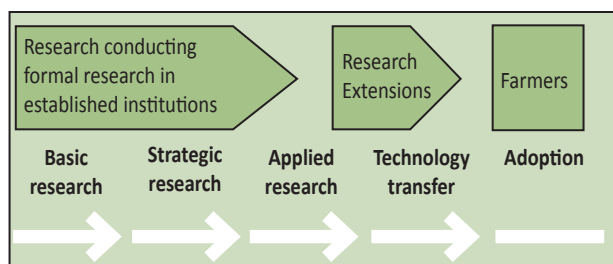 Research conducting
formal research in
established institutions
Research
Extensions
Farmers
Basic
research
Strategic
research
Applied
research
Technology
transfer
Adoption